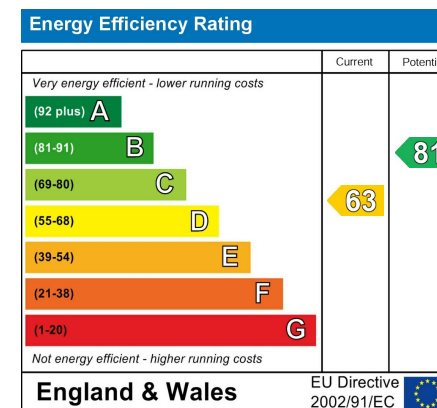 Energy Efficiency Rating
Current Potenti
Very energy efficient - lower running costs
(92 plus) A
(81-91) B
81
(69-80) C
63
(55-68) D
(39-54) E
(21-38) F
(1-20) G
Not energy efficient - higher running costs
England & Wales
EU Directive
2002/91/EC